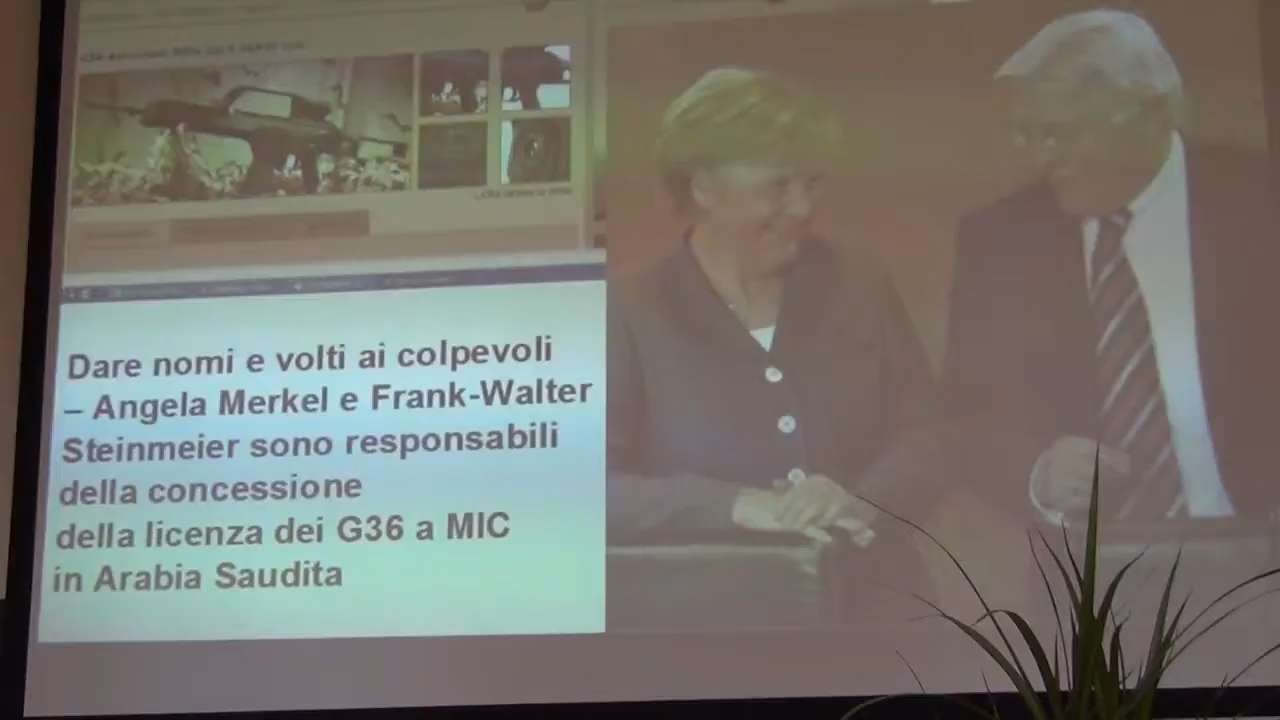 Dare nomi e volti ai colpevoli
– Angela Merkel e Frank-Walter
Steinmeier sono responsabili
della concessione
della licenza dei G36 a MIC
in Arabia Saudita